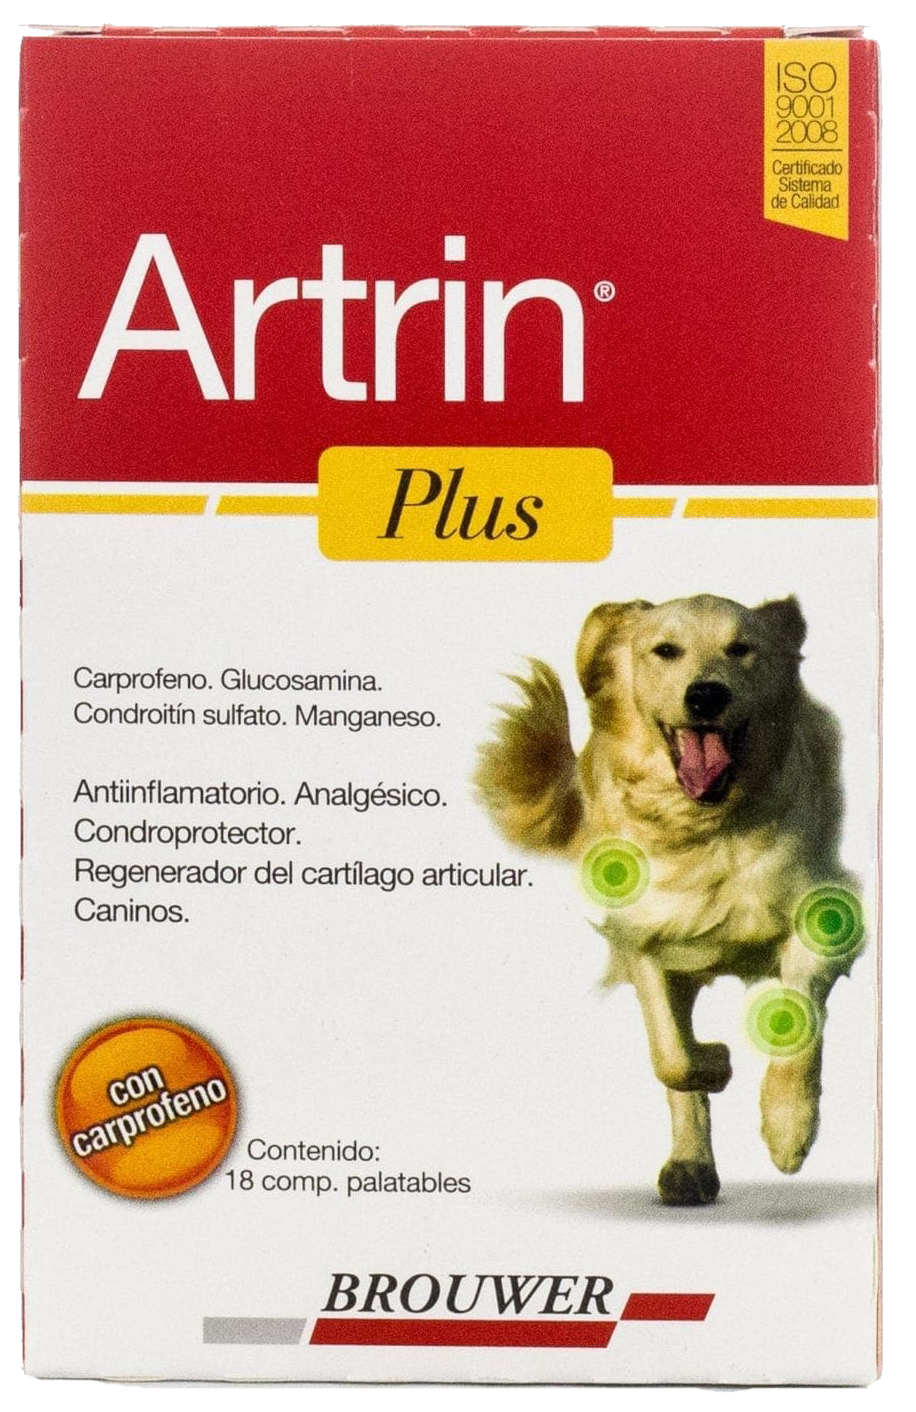 ISO
9001
2008
Certificado
Sistema
de Calidad
Artrin®
Plus
Carprofeno. Glucosamina.
Condroitín sulfato. Manganeso.
Antiinflamatorio. Analgésico.
Condroprotector.
Regenerador del cartílago articular.
Caninos.
con
carprofeno
Contenido:
18 comp. palatables
BROUWER